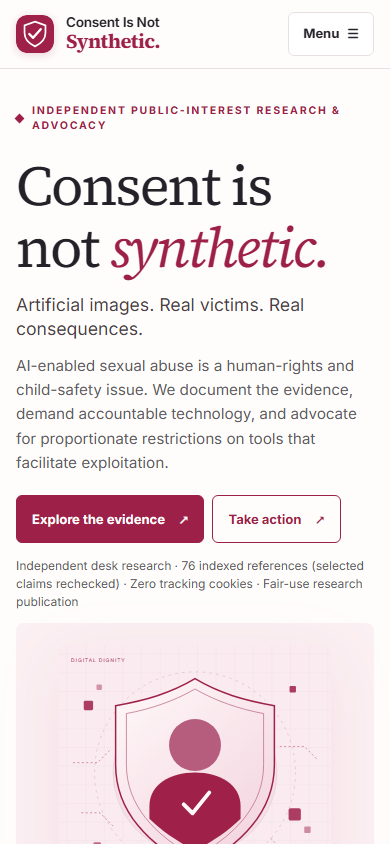 Consent Is Not
Synthetic.
Menu ☰
INDEPENDENT PUBLIC-INTEREST RESEARCH &
ADVOCACY
Consent is
not synthetic.
Artificial images. Real victims. Real
consequences.
AI-enabled sexual abuse is a human-rights and
child-safety issue. We document the evidence,
demand accountable technology, and advocate
for proportionate restrictions on tools that
facilitate exploitation.
Explore the evidence ↗
Take action ↗
Independent desk research · 76 indexed references (selected
claims rechecked) · Zero tracking cookies · Fair-use research
publication
DIGITAL DIGNITY